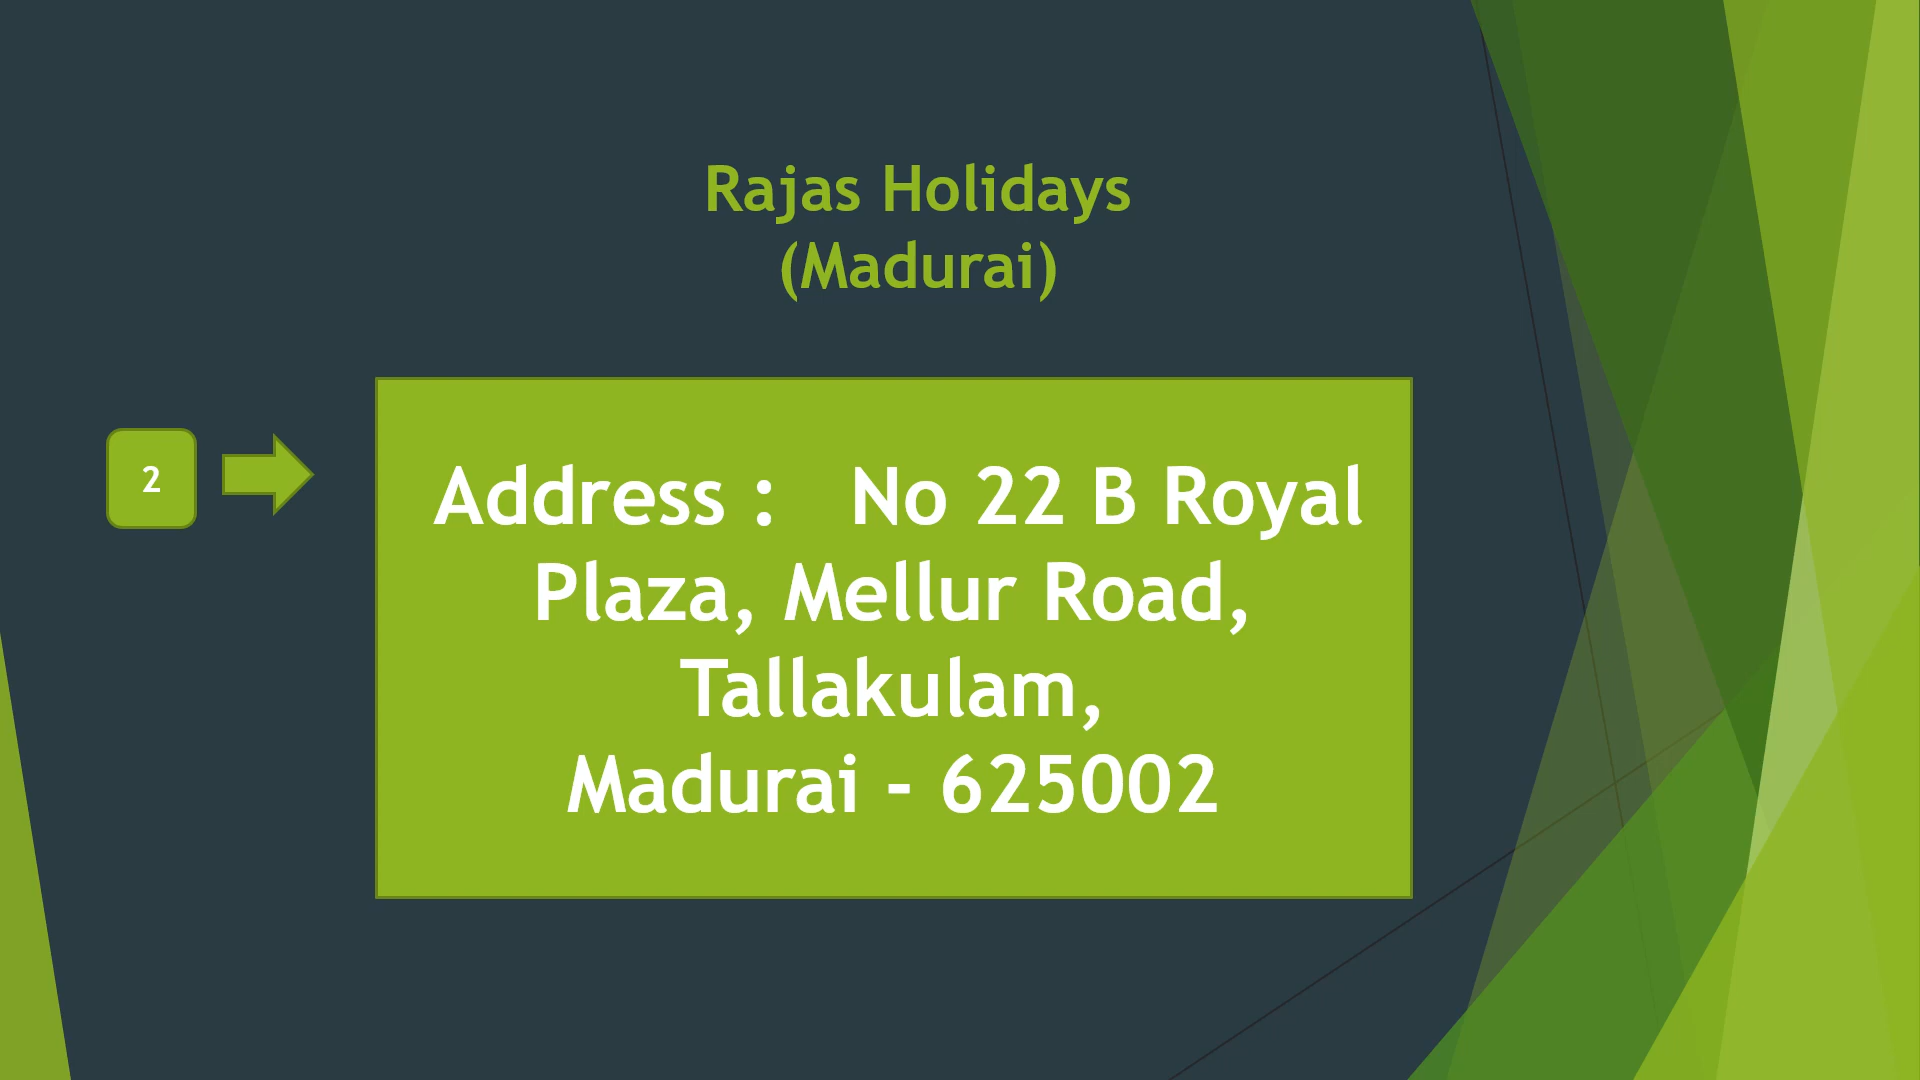 Rajas Holidays
(Madurai)
2
Address :   No 22 B Royal
Plaza, Mellur Road,
Tallakulam,
Madurai - 625002